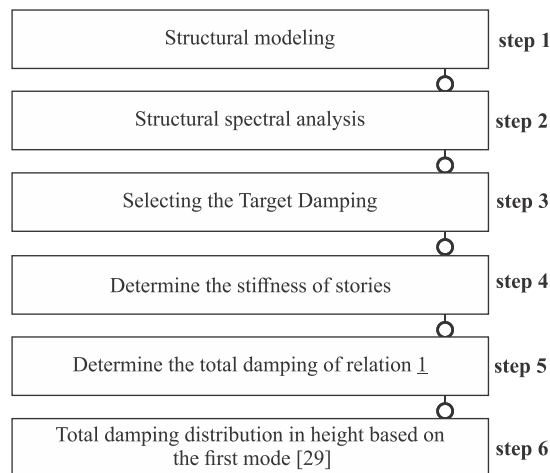 Structural modeling
step 1
Structural spectral analysis
step 2
Selecting the Target Damping
step 3
Determine the stiffness of stories
step 4
Determine the total damping of relation 1
step 5
Total damping distribution in height based on
the first mode [29]
step 6